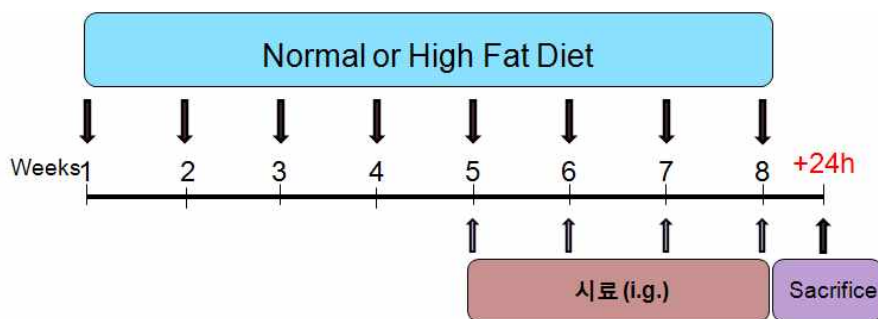 Normal or High Fat Diet
Weeks 1 2 3 4 5 6 7 8 +24h
시료 (i.g.) Sacrifice